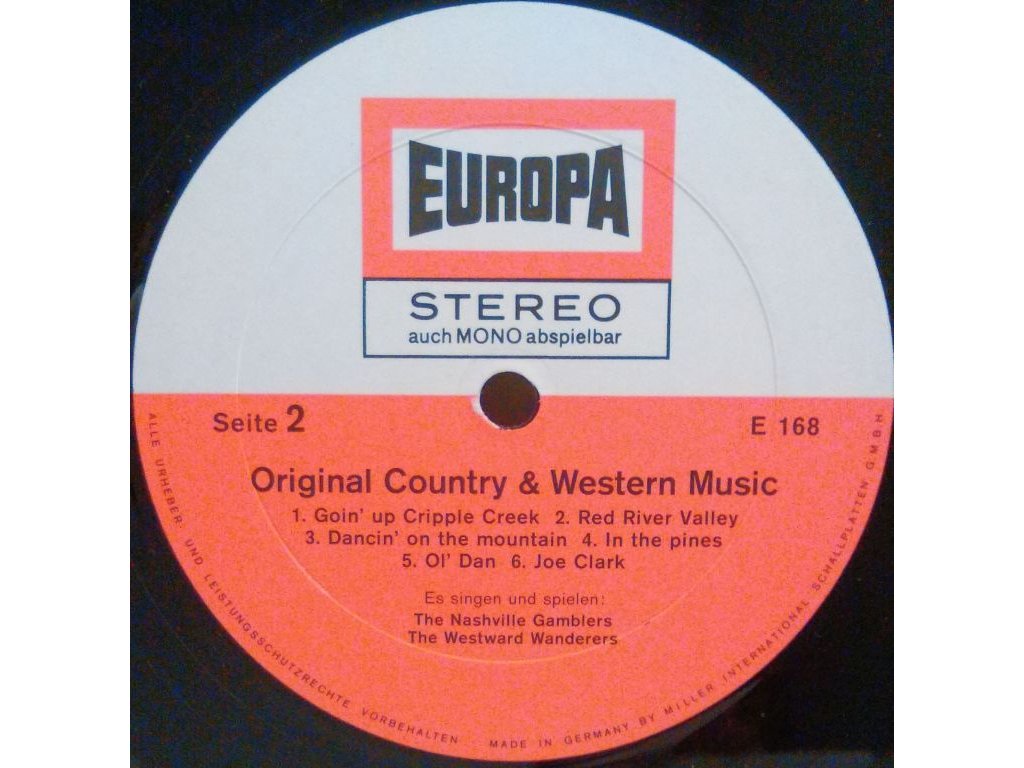 EUROPA
STEREO
auch MONO abspielbar
Seite 2
E 168
Original Country & Western Music
1. Goin' up Cripple Creek 2. Red River Valley
3. Dancin' on the mountain 4. In the pines
5. Ol' Dan 6. Joe Clark
Es singen und spielen:
The Nashville Gamblers
The Westward Wanderers
ALLE URHEBER- UND LEISTUNGSSCHUTZRECHTE VORBEHALTEN
MADE IN GERMANY BY MILLER INTERNATIONAL SCHALLPLATTEN G.M.B.H.